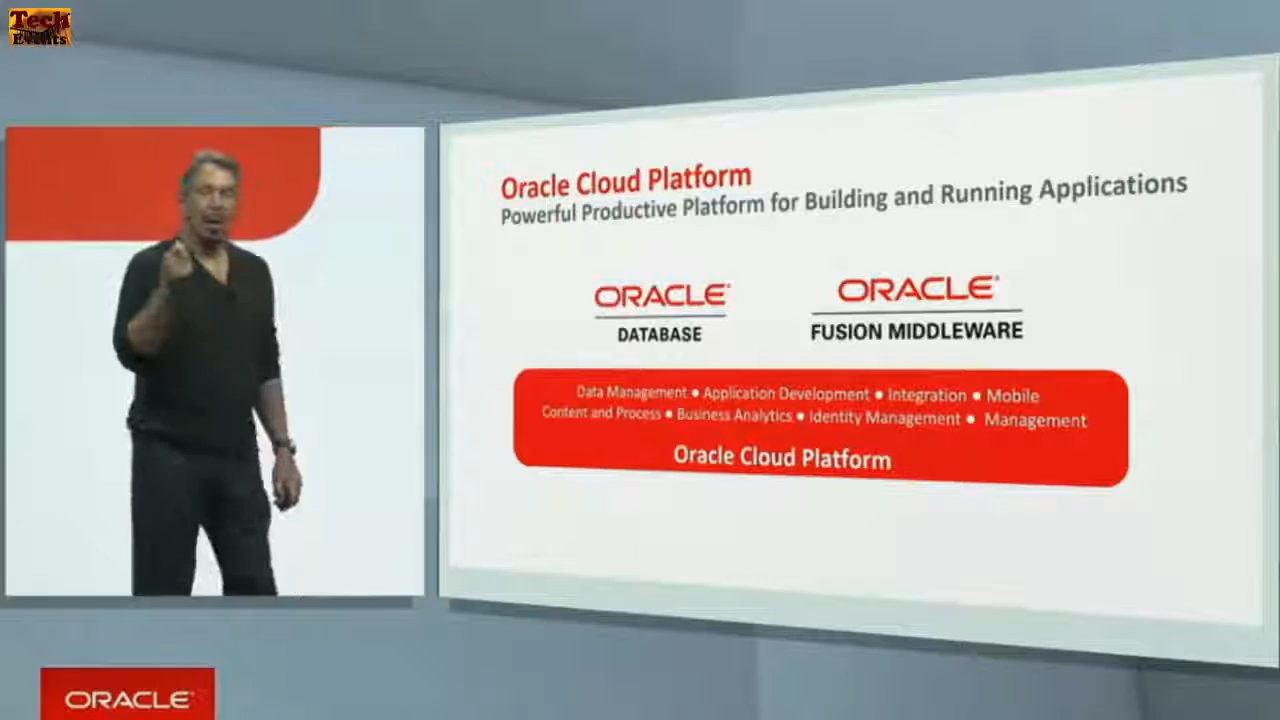 Tech
Events
Oracle Cloud Platform
Powerful Productive Platform for Building and Running Applications
ORACLE
DATABASE
ORACLE
FUSION MIDDLEWARE
Data Management • Application Development • Integration • Mobile
Content and Process • Business Analytics • Identity Management • Management
Oracle Cloud Platform
ORACLE